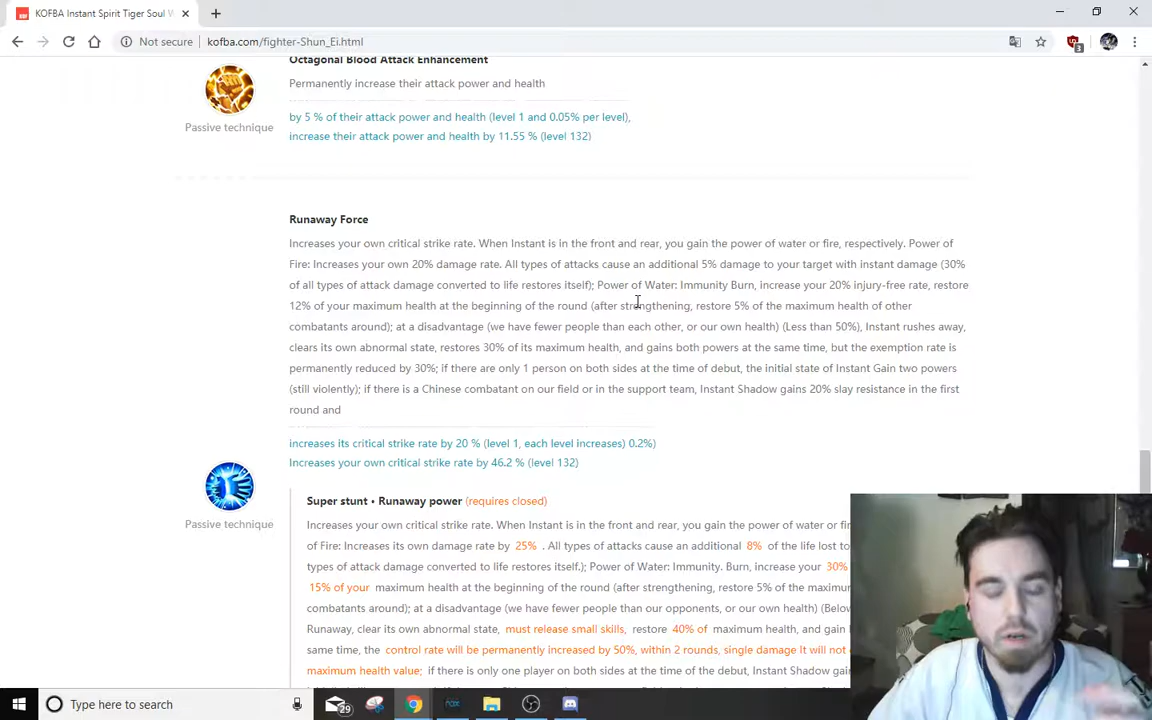 KOFBA Instant Spirit Tiger Soul W
Not secure
kofba.com/fighter-Shun_Ei.html
3
Octagonal Blood Attack Enhancement
Permanently increase their attack power and health
Passive technique
by 5 % of their attack power and health (level 1 and 0.05% per level),
increase their attack power and health by 11.55 % (level 132)
Runaway Force
Increases your own critical strike rate. When Instant is in the front and rear, you gain the power of water or fire, respectively. Power of
Fire: Increases your own 20% damage rate. All types of attacks cause an additional 5% damage to your target with instant damage (30%
of all types of attack damage converted to life restores itself); Power of Water: Immunity Burn, increase your 20% injury-free rate, restore
12% of your maximum health at the beginning of the round (after strengthening, restore 5% of the maximum health of other
combatants around); at a disadvantage (we have fewer people than each other, or our own health) (Less than 50%), Instant rushes away,
clears its own abnormal state, restores 30% of its maximum health, and gains both powers at the same time, but the exemption rate is
permanently reduced by 30%; if there are only 1 person on both sides at the time of debut, the initial state of Instant Gain two powers
(still violently); if there is a Chinese combatant on our field or in the support team, Instant Shadow gains 20% slay resistance in the first
round and
increases its critical strike rate by 20 % (level 1, each level increases) 0.2%)
Increases your own critical strike rate by 46.2 % (level 132)
Passive technique
Super stunt • Runaway power (requires closed)
Increases your own critical strike rate. When Instant is in the front and rear, you gain the power of water or fir
of Fire: Increases its own damage rate by 25% . All types of attacks cause an additional 8% of the life lost to
types of attack damage converted to life restores itself.); Power of Water: Immunity. Burn, increase your 30%
15% of your maximum health at the beginning of the round (after strengthening, restore 5% of the maximum
combatants around); at a disadvantage (we have fewer people than our opponents, or our own health) (Below
Runaway, clear its own abnormal state, must release small skills, restore 40% of maximum health, and gain
same time, the control rate will be permanently increased by 50%, within 2 rounds, single damage It will not
maximum health value; if there is only one player on both sides at the time of debut, Instant Shadow gain
Type here to search
29
nox